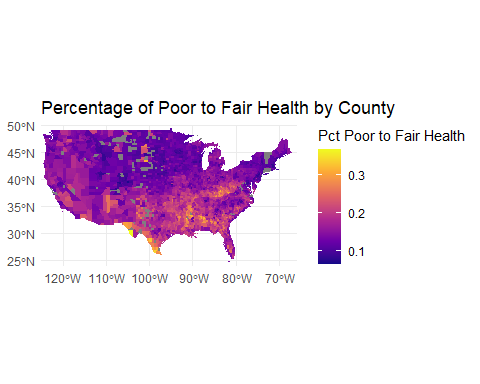 Percentage of Poor to Fair Health by County
50°N
45°N
40°N
35°N
30°N
25°N
120°W 110°W 100°W 90°W 80°W 70°W
Pct Poor to Fair Health
0.3
0.2
0.1